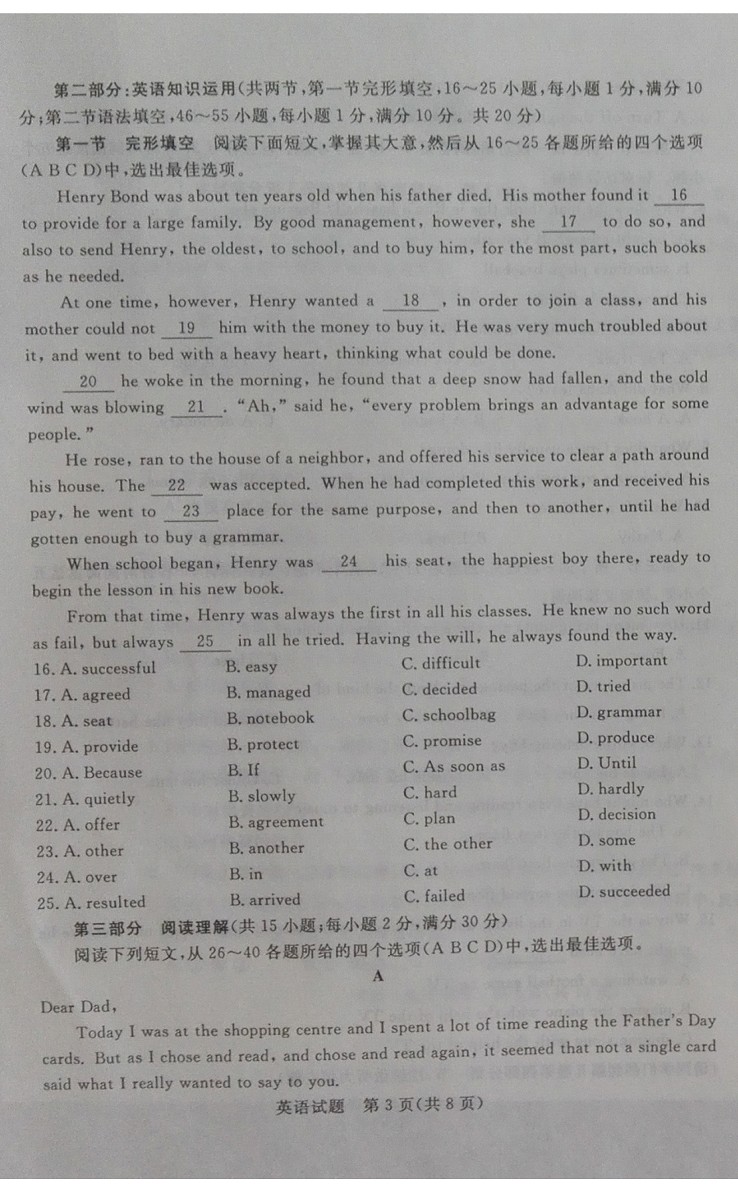 第二部分:英语知识运用(共两节,第一节完形填空,16～25 小题,每小题 1 分,满分 10
分;第二节语法填空,46～55 小题,每小题 1 分,满分 10 分。共 20 分)
第一节 完形填空 阅读下面短文,掌握其大意,然后从 16～25 各题所给的四个选项
(A B C D)中,选出最佳选项。
Henry Bond was about ten years old when his father died. His mother found it 16
to provide for a large family. By good management, however, she 17 to do so, and
also to send Henry, the oldest, to school, and to buy him, for the most part, such books
as he needed.
At one time, however, Henry wanted a 18 , in order to join a class, and his
mother could not 19 him with the money to buy it. He was very much troubled about
it, and went to bed with a heavy heart, thinking what could be done.
20 he woke in the morning, he found that a deep snow had fallen, and the cold
wind was blowing 21 . "Ah," said he, "every problem brings an advantage for some
people."
He rose, ran to the house of a neighbor, and offered his service to clear a path around
his house. The 22 was accepted. When he had completed this work, and received his
pay, he went to 23 place for the same purpose, and then to another, until he had
gotten enough to buy a grammar.
When school began, Henry was 24 his seat, the happiest boy there, ready to
begin the lesson in his new book.
From that time, Henry was always the first in all his classes. He knew no such word
as fail, but always 25 in all he tried. Having the will, he always found the way.
16. A. successful B. easy C. difficult D. important
17. A. agreed B. managed C. decided D. tried
18. A. seat B. notebook C. schoolbag D. grammar
19. A. provide B. protect C. promise D. produce
20. A. Because B. If C. As soon as D. Until
21. A. quietly B. slowly C. hard D. hardly
22. A. offer B. agreement C. plan D. decision
23. A. other B. another C. the other D. some
24. A. over B. in C. at D. with
25. A. resulted B. arrived C. failed D. succeeded
第三部分 阅读理解(共 15 小题;每小题 2 分,满分 30 分)
阅读下列短文,从 26～40 各题所给的四个选项(A B C D)中,选出最佳选项。
A
Dear Dad,
Today I was at the shopping centre and I spent a lot of time reading the Father's Day
cards. But as I chose and read, and chose and read again, it seemed that not a single card
said what I really wanted to say to you.
英语试题 第 3 页(共 8 页)